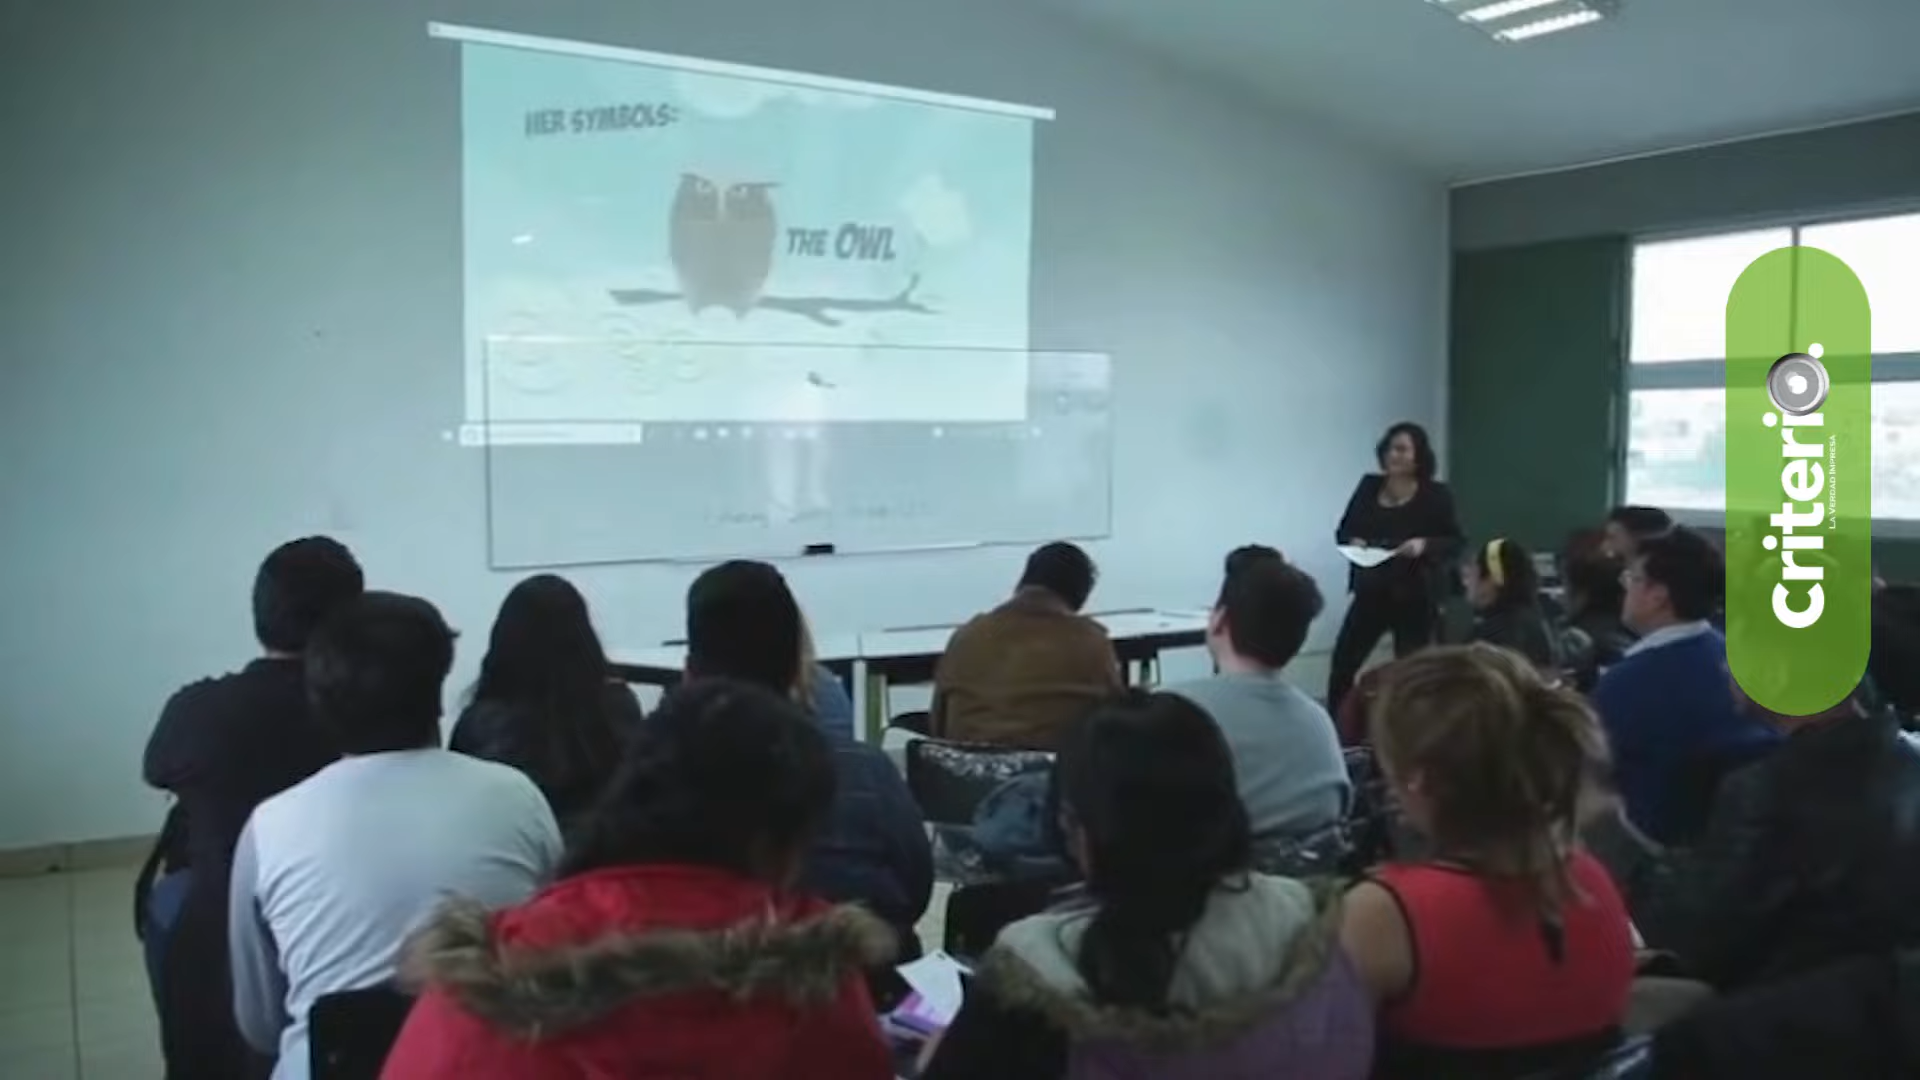 HER SYMBOLS:
THE OWL
criterio.
LA VERDAD IMPRESA